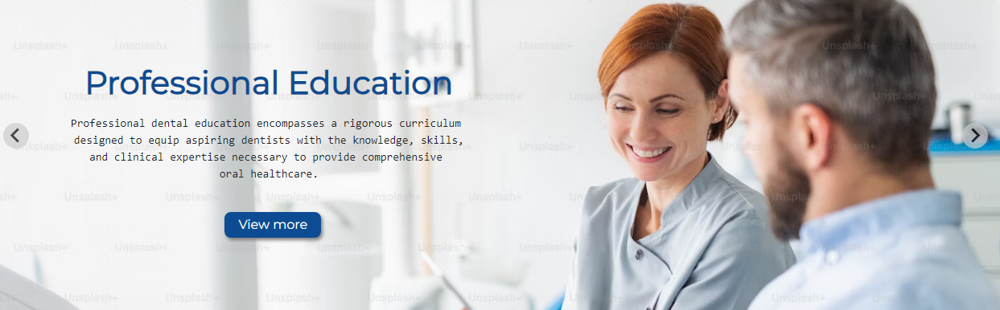 Professional Education
Professional dental education encompasses a rigorous curriculum
designed to equip aspiring dentists with the knowledge, skills,
and clinical expertise necessary to provide comprehensive
oral healthcare.
View more
Unsplash+